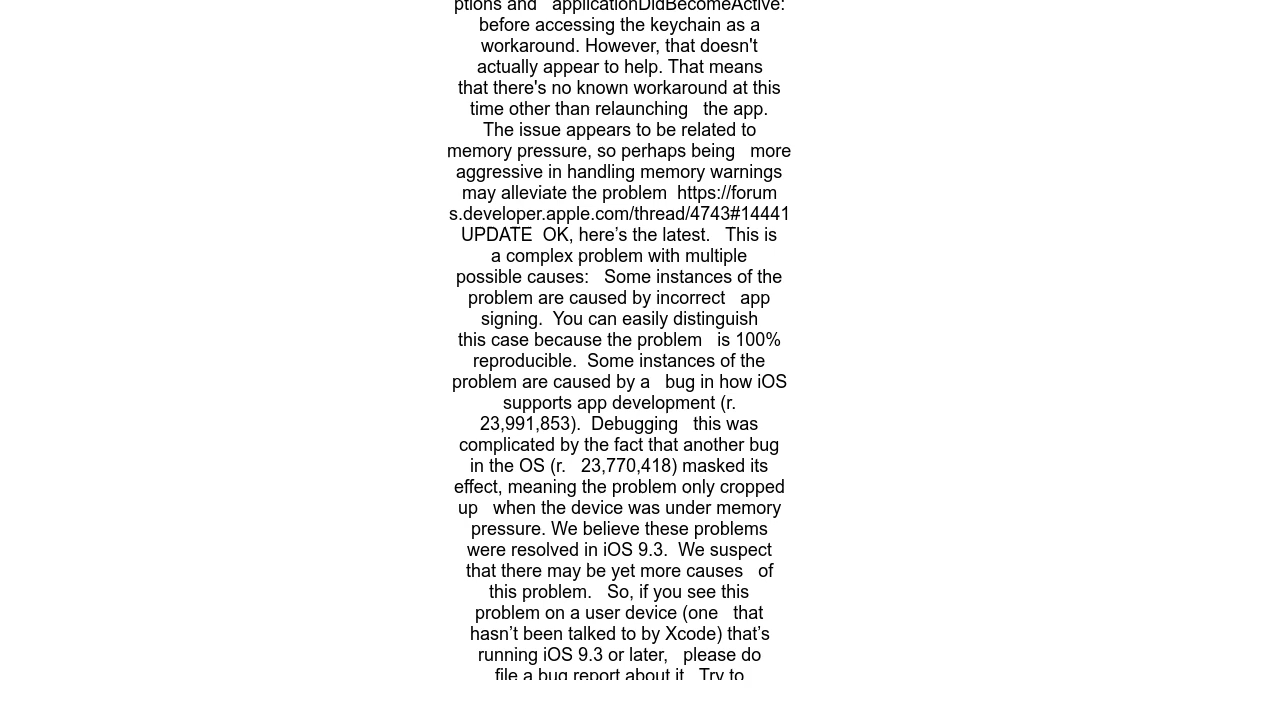 ptions and   applicationDidBecomeActive:
before accessing the keychain as a
workaround. However, that doesn't
actually appear to help. That means
that there's no known workaround at this
time other than relaunching   the app.
The issue appears to be related to
memory pressure, so perhaps being   more
aggressive in handling memory warnings
may alleviate the problem  https://forum
s.developer.apple.com/thread/4743#14441
UPDATE  OK, here’s the latest.   This is
a complex problem with multiple
possible causes:   Some instances of the
problem are caused by incorrect   app
signing.  You can easily distinguish
this case because the problem   is 100%
reproducible.  Some instances of the
problem are caused by a   bug in how iOS
supports app development (r.
23,991,853).  Debugging   this was
complicated by the fact that another bug
in the OS (r.   23,770,418) masked its
effect, meaning the problem only cropped
up   when the device was under memory
pressure. We believe these problems
were resolved in iOS 9.3.  We suspect
that there may be yet more causes   of
this problem.   So, if you see this
problem on a user device (one   that
hasn’t been talked to by Xcode) that’s
running iOS 9.3 or later,   please do
file a bug report about it   Try to